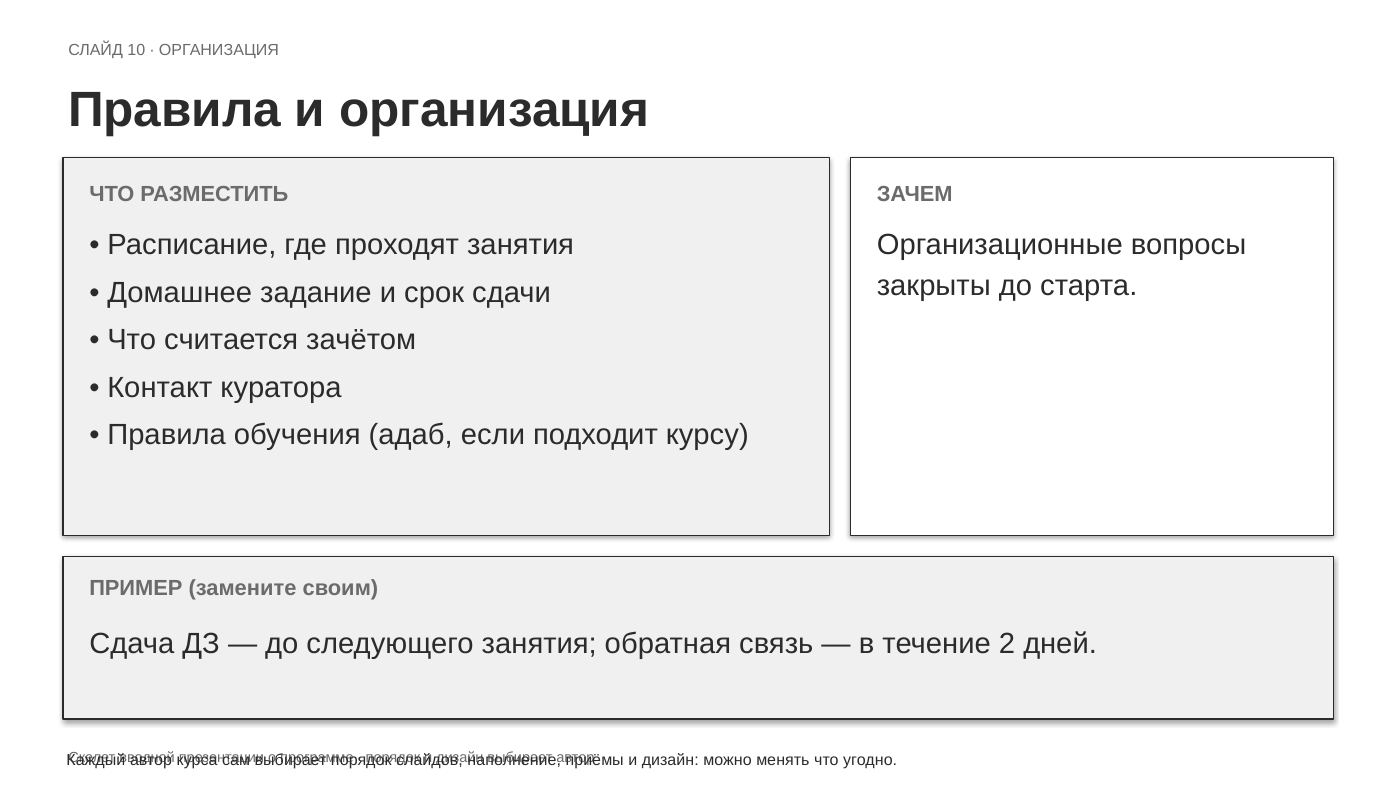 СЛАЙД 10 · ОРГАНИЗАЦИЯ
Правила и организация
ЧТО РАЗМЕСТИТЬ
• Расписание, где проходят занятия
• Домашнее задание и срок сдачи
• Что считается зачётом
• Контакт куратора
• Правила обучения (адаб, если подходит курсу)
ЗАЧЕМ
Организационные вопросы
закрыты до старта.
ПРИМЕР (замените своим)
Сдача ДЗ — до следующего занятия; обратная связь — в течение 2 дней.
Каждый автор курса сам выбирает порядок слайдов, наполнение, приёмы и дизайн: можно менять что угодно.